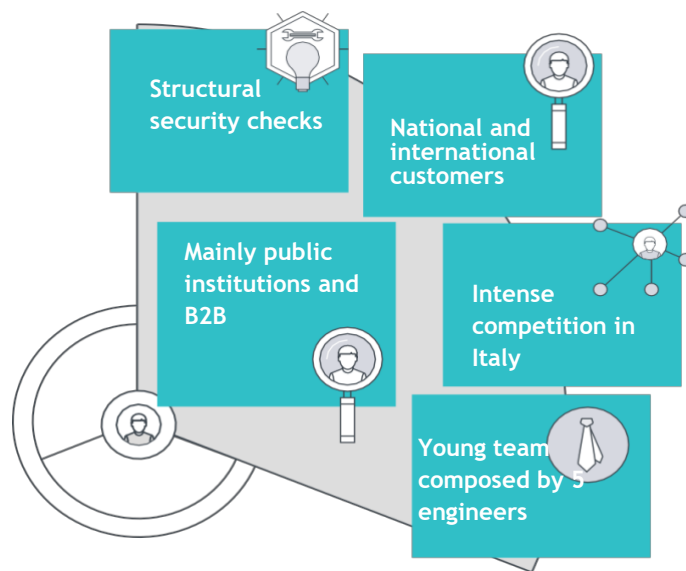 Structural
security checks
National and
international
customers
Mainly public
institutions and
B2B
Intense
competition in
Italy
Young team
composed by 5
engineers